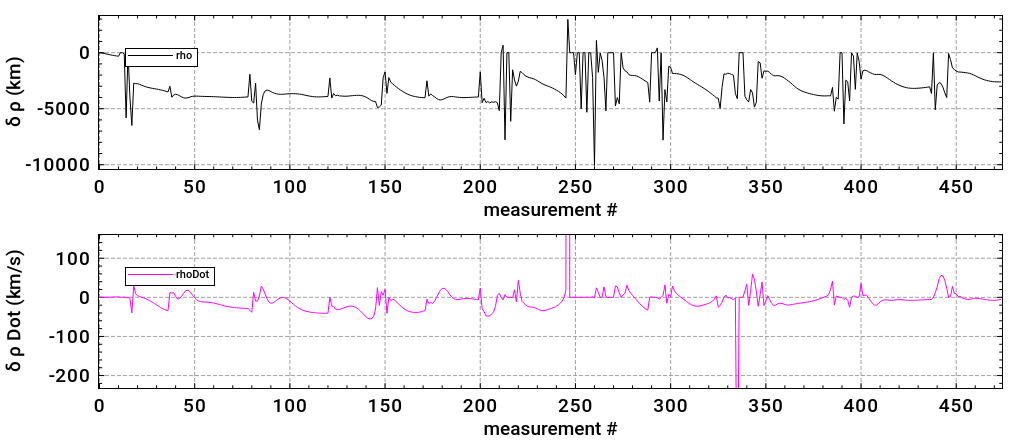 δ ρ (km)
0
-5000
-10000
rho
0 50 100 150 200 250 300 350 400 450
measurement #
δ ρ Dot (km/s)
100
0
-100
-200
rhoDot
0 50 100 150 200 250 300 350 400 450
measurement #